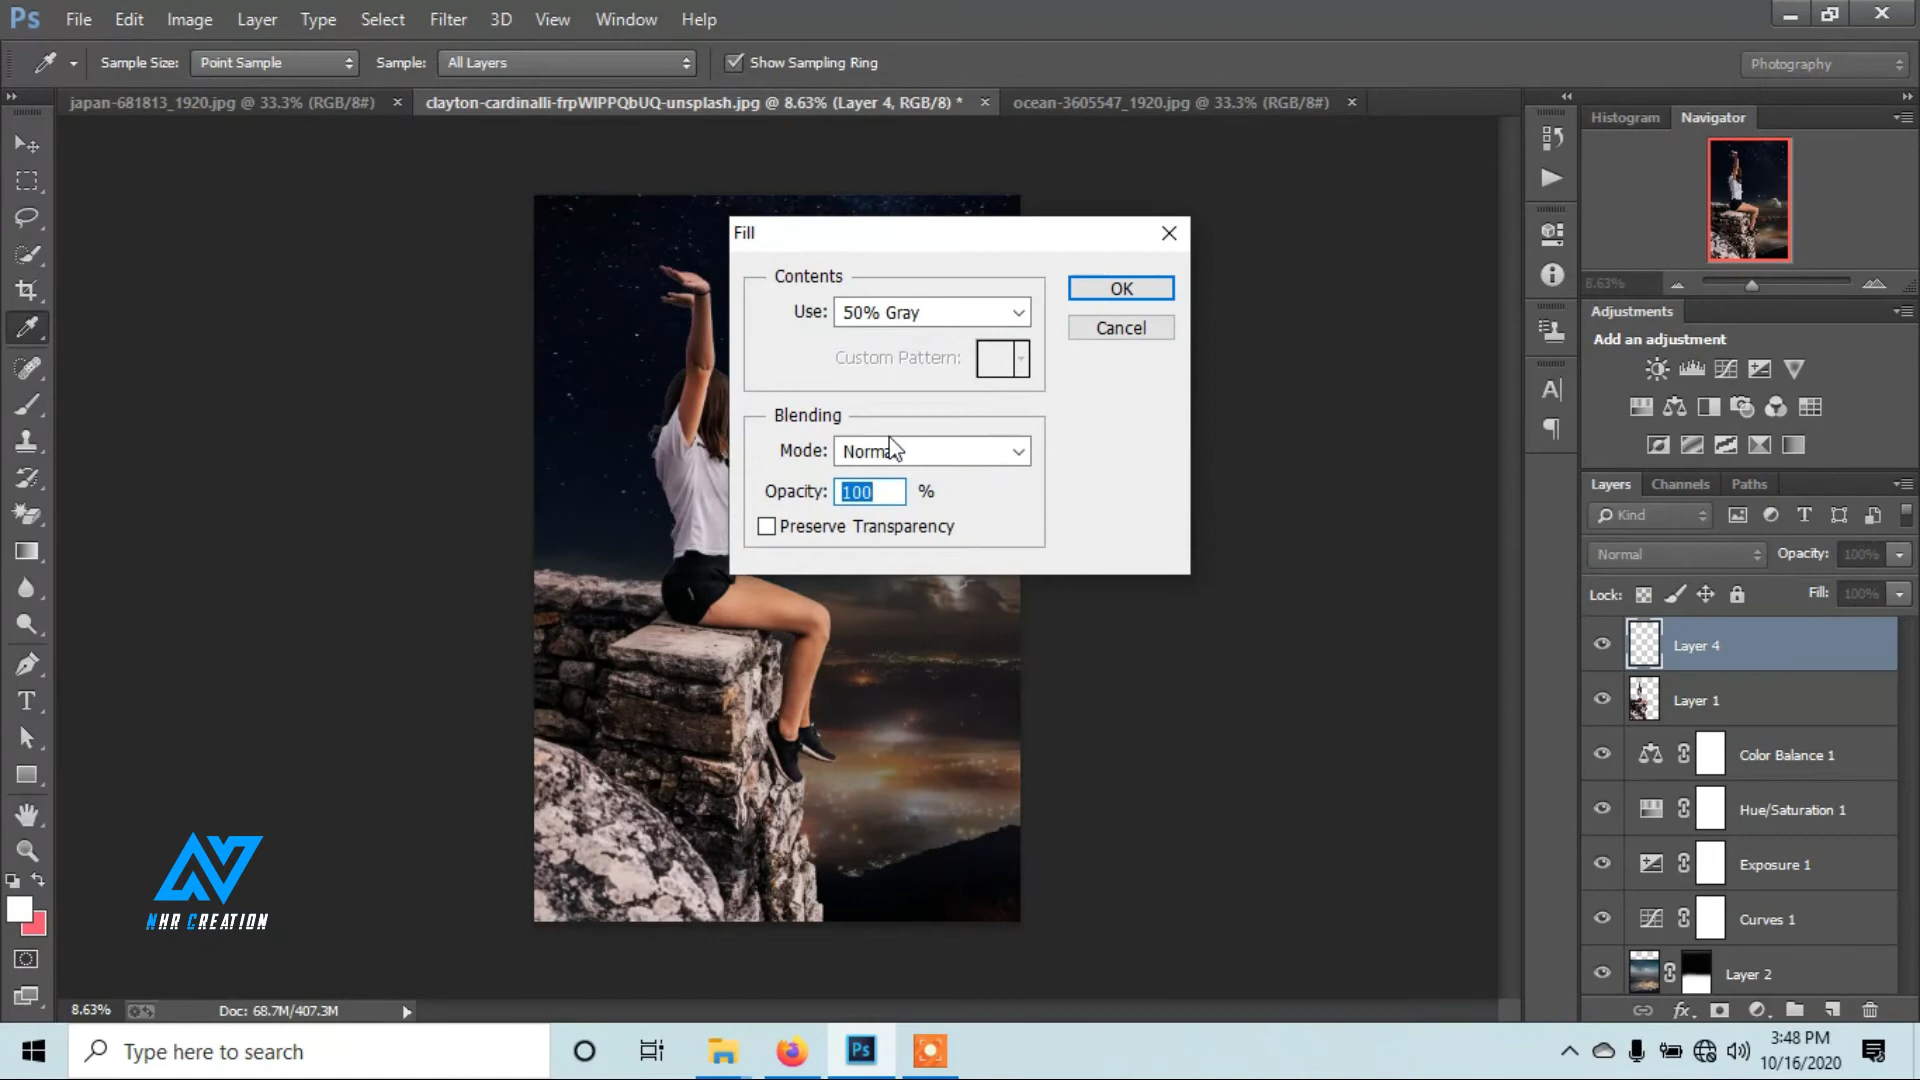 Ps File Edit Image Layer Type Select Filter 3D View Window Help
Sample Size: Point Sample Sample: All Layers Show Sampling Ring Photography
japan-681813_1920.jpg @ 33.3% (RGB/8#) × clayton-cardinalli-frpWIPPQbUQ-unsplash.jpg @ 8.63% (Layer 4, RGB/8) * × ocean-3605547_1920.jpg @ 33.3% (RGB/8#) ×
Histogram Navigator
8.63%
Adjustments
Add an adjustment
Fill
Contents
Use: 50% Gray
Custom Pattern:
OK
Cancel
Blending
Mode: Normal
Opacity: 100 %
Preserve Transparency
Layers Channels Paths
Kind
Normal Opacity: 100%
Lock: Fill: 100%
Layer 4
Layer 1
Color Balance 1
Hue/Saturation 1
Exposure 1
Curves 1
Layer 2
NHR CREATION
8.63% Doc: 68.7M/407.3M
Type here to search
Ps
3:48 PM
10/16/2020